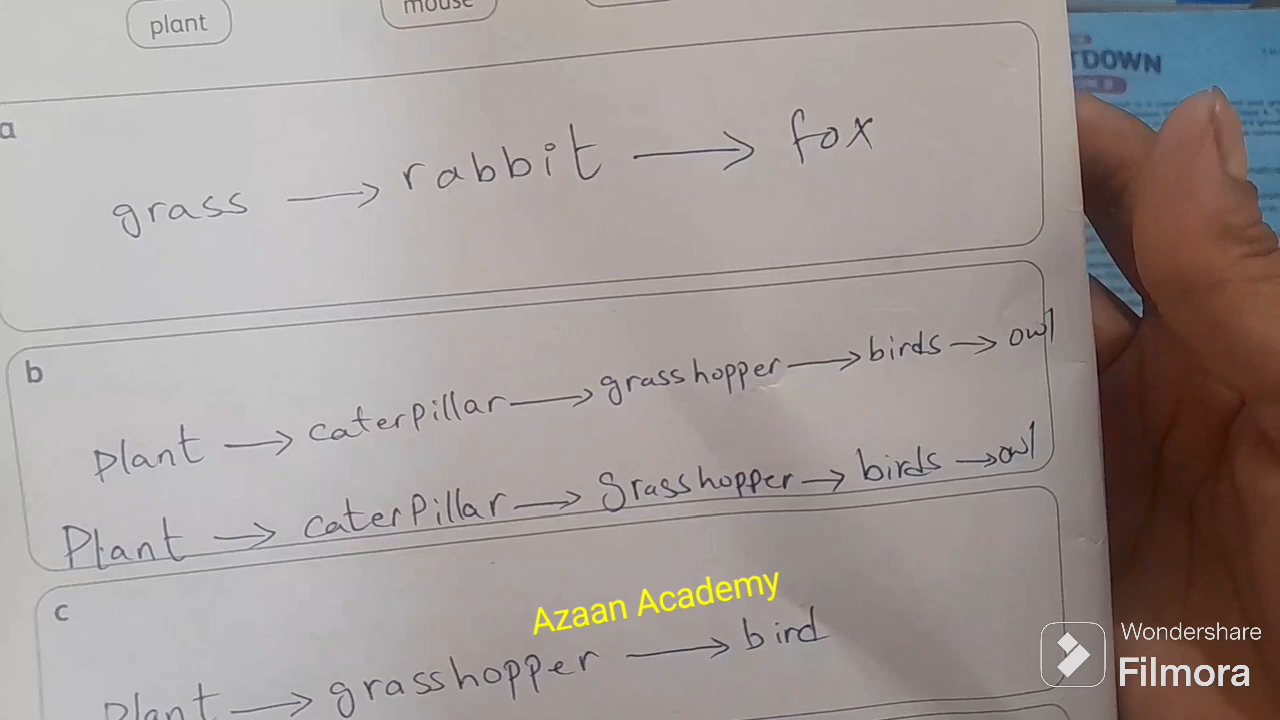 plant
mouse
TDOWN
a
grass → rabbit → fox
b
Plant → caterpillar → grasshopper → birds → owl
Plant → caterpillar → grasshopper → birds → owl
c
Azaan Academy
Plant → grasshopper → bird
Wondershare
Filmora